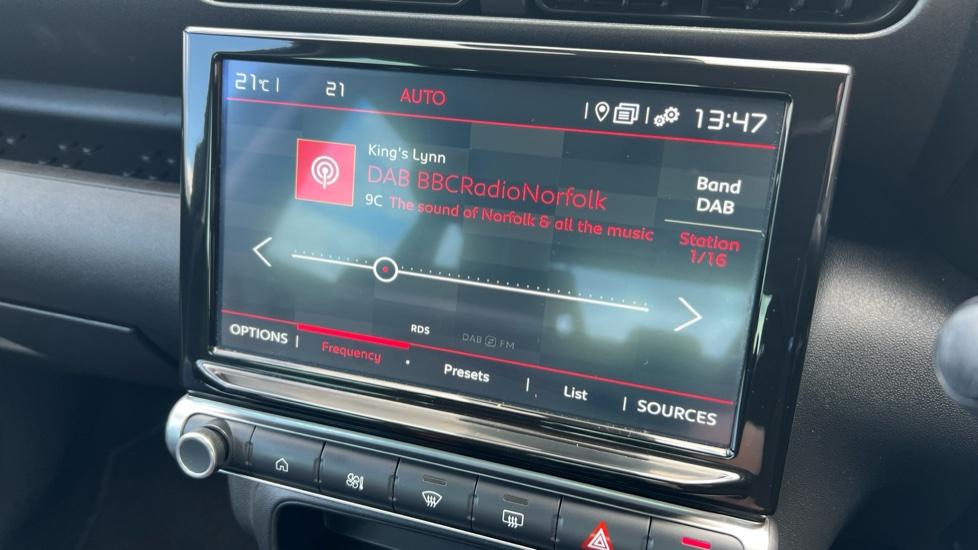 21°C 21 AUTO 13:47
King's Lynn
DAB BBCRadioNorfolk
9C The sound of Norfolk & all the music
Band
DAB
Station
1/16
RDS
DAB FM
OPTIONS Frequency Presets List SOURCES